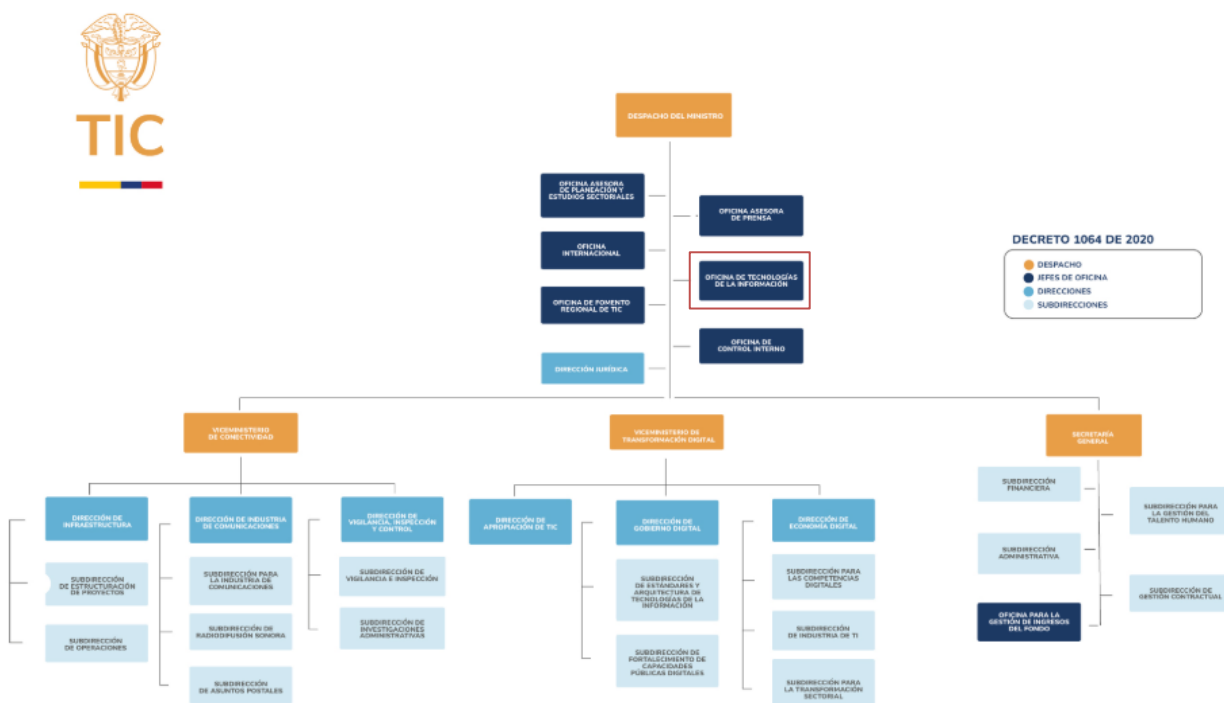 TIC
DESPACHO DEL MINISTRO
OFICINA ASESORA
DE PLANEACIÓN Y
ESTUDIOS SECTORIALES
OFICINA ASESORA
DE PRENSA
OFICINA
INTERNACIONAL
OFICINA DE TECNOLOGÍAS
DE LA INFORMACIÓN
OFICINA DE FOMENTO
REGIONAL DE TIC
OFICINA DE
CONTROL INTERNO
DIRECCIÓN JURÍDICA
DECRETO 1064 DE 2020
DESPACHO
JEFES DE OFICINA
DIRECCIONES
SUBDIRECCIONES
VICEMINISTERIO
DE CONECTIVIDAD
DIRECCIÓN DE
INFRAESTRUCTURA
SUBDIRECCIÓN
DE ESTRUCTURACIÓN
DE PROYECTOS
SUBDIRECCIÓN
DE OPERACIONES
DIRECCIÓN DE INDUSTRIA
DE COMUNICACIONES
SUBDIRECCIÓN PARA
LA INDUSTRIA DE
COMUNICACIONES
SUBDIRECCIÓN DE
RADIODIFUSIÓN SONORA
SUBDIRECCIÓN
DE ASUNTOS POSTALES
DIRECCIÓN DE
VIGILANCIA, INSPECCIÓN
Y CONTROL
SUBDIRECCIÓN DE
VIGILANCIA E INSPECCIÓN
SUBDIRECCIÓN DE
INVESTIGACIONES
ADMINISTRATIVAS
VICEMINISTERIO DE
TRANSFORMACIÓN DIGITAL
DIRECCIÓN DE
APROPIACIÓN DE TIC
DIRECCIÓN DE
GOBIERNO DIGITAL
SUBDIRECCIÓN
DE ESTÁNDARES Y
ARQUITECTURA DE
TECNOLOGÍAS DE LA
INFORMACIÓN
SUBDIRECCIÓN DE
FORTALECIMIENTO DE
CAPACIDADES
PÚBLICAS DIGITALES
DIRECCIÓN DE
ECONOMÍA DIGITAL
SUBDIRECCIÓN PARA
LAS COMPETENCIAS
DIGITALES
SUBDIRECCIÓN
DE INDUSTRIA DE TI
SUBDIRECCIÓN PARA
LA TRANSFORMACIÓN
SECTORIAL
SECRETARÍA
GENERAL
SUBDIRECCIÓN
FINANCIERA
SUBDIRECCIÓN PARA
LA GESTIÓN DEL
TALENTO HUMANO
SUBDIRECCIÓN
ADMINISTRATIVA
SUBDIRECCIÓN DE
GESTIÓN CONTRACTUAL
OFICINA PARA LA
GESTIÓN DE INGRESOS
DEL FONDO